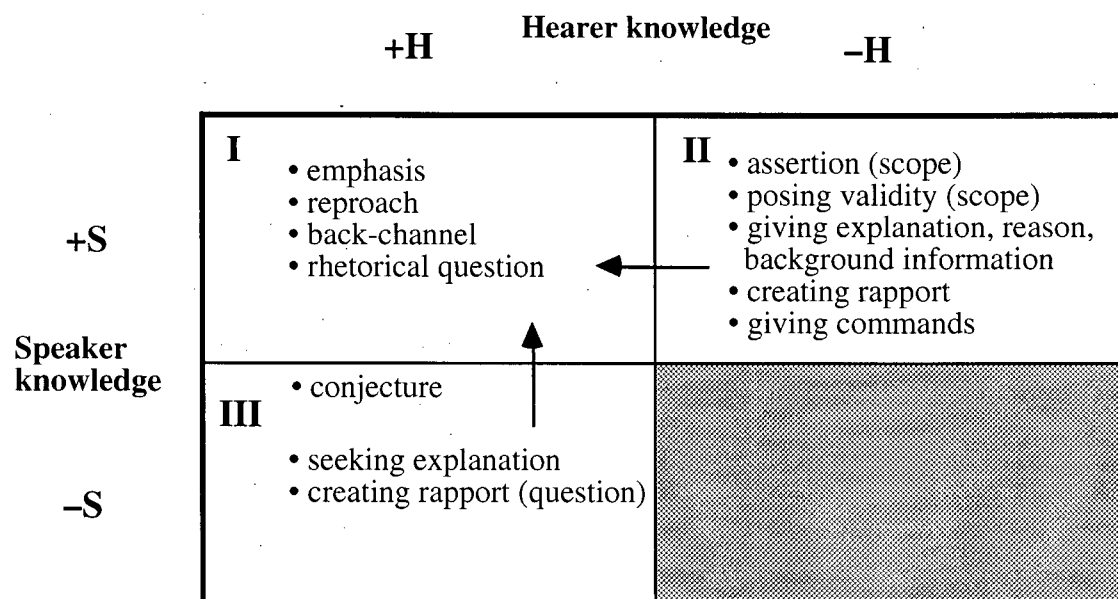 Hearer knowledge
+H
–H
I
• emphasis
• reproach
• back-channel
• rhetorical question
II
• assertion (scope)
• posing validity (scope)
• giving explanation, reason,
background information
• creating rapport
• giving commands
+S
Speaker
knowledge
–S
III
• conjecture
• seeking explanation
• creating rapport (question)